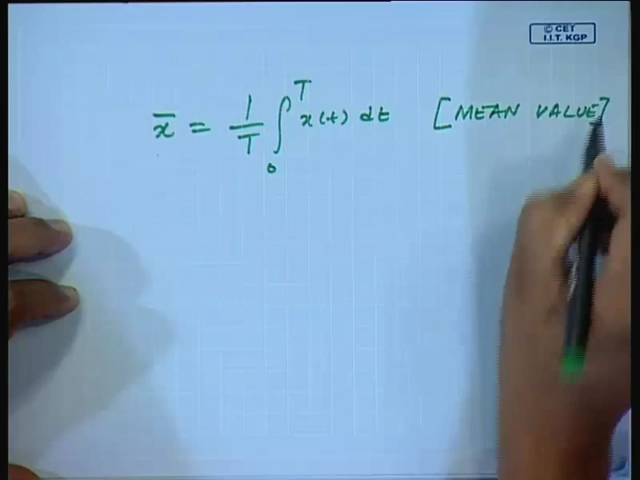 © CET
I.I.T. KGP
x̄ = 1/T ∫₀ᵀ x(t) dt [MEAN VALUE]